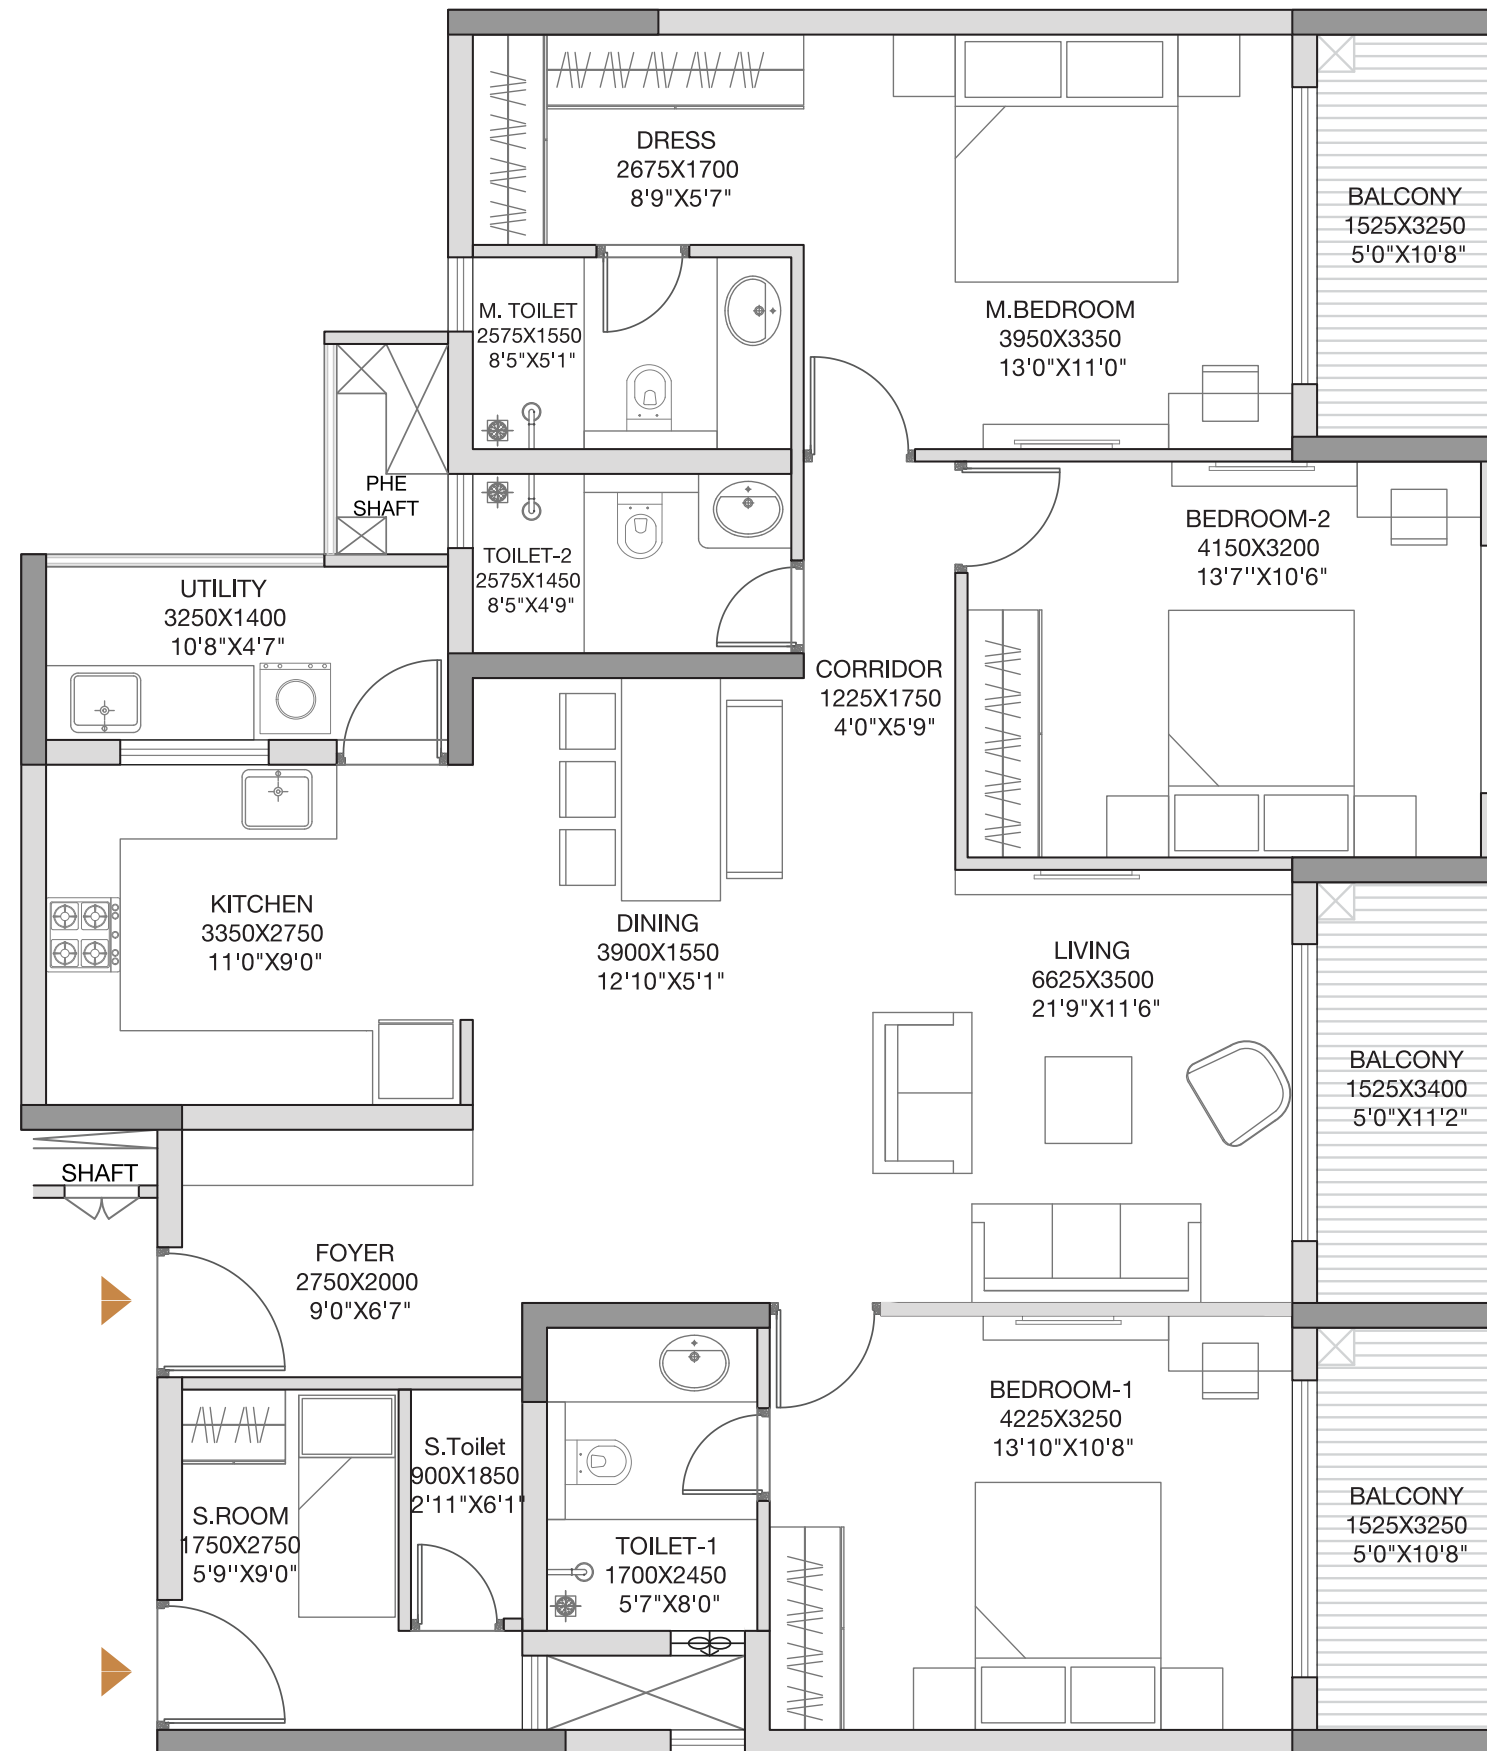 DRESS
2675X1700
8'9"X5'7"
BALCONY
1525X3250
5'0"X10'8"
M. TOILET
2575X1550
8'5"X5'1"
M.BEDROOM
3950X3350
13'0"X11'0"
PHE
SHAFT
BEDROOM-2
4150X3200
13'7''X10'6"
TOILET-2
2575X1450
8'5"X4'9"
UTILITY
3250X1400
10'8"X4'7"
CORRIDOR
1225X1750
4'0"X5'9"
KITCHEN
3350X2750
11'0"X9'0"
DINING
3900X1550
12'10"X5'1"
LIVING
6625X3500
21'9"X11'6"
BALCONY
1525X3400
5'0"X11'2"
SHAFT
FOYER
2750X2000
9'0"X6'7"
BEDROOM-1
4225X3250
13'10"X10'8"
S.Toilet
900X1850
2'11"X6'1"
S.ROOM
1750X2750
5'9''X9'0"
TOILET-1
1700X2450
5'7"X8'0"
BALCONY
1525X3250
5'0"X10'8"